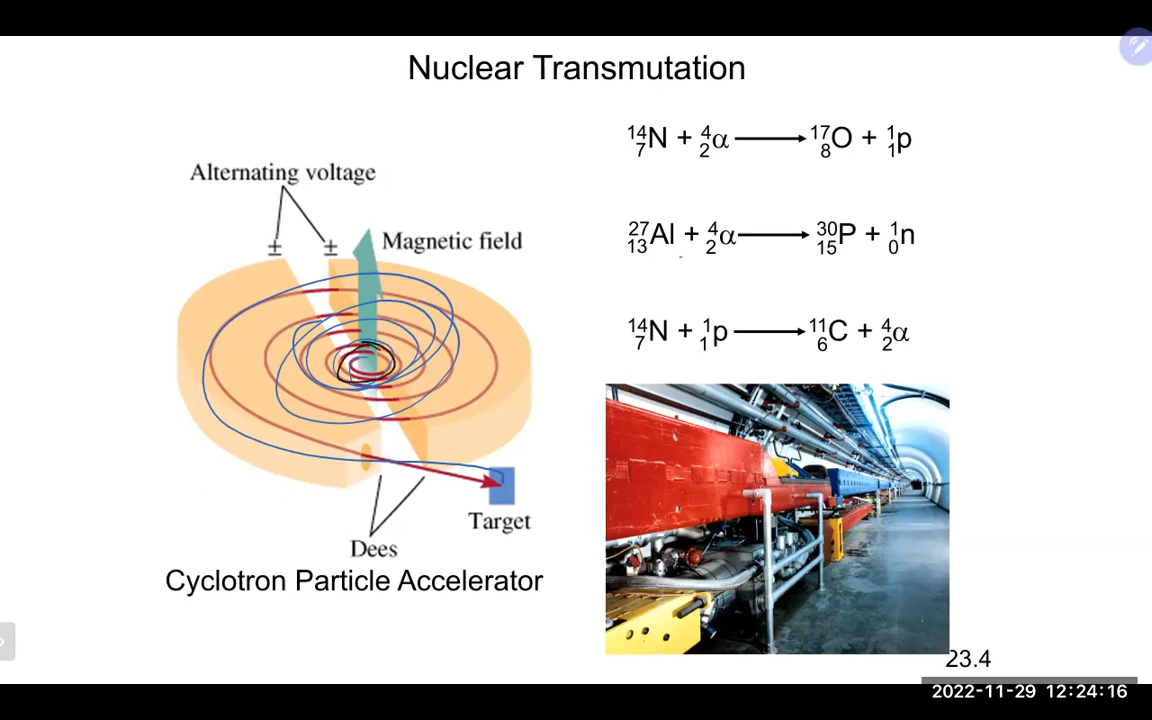 Nuclear Transmutation
Alternating voltage
± ±
Magnetic field
Target
Dees
Cyclotron Particle Accelerator
¹⁴₇N + ⁴₂α ⟶ ¹⁷₈O + ¹₁p
²⁷₁₃Al + ⁴₂α ⟶ ³⁰₁₅P + ¹₀n
¹⁴₇N + ¹₁p ⟶ ¹¹₆C + ⁴₂α
23.4
2022-11-29 12:24:16